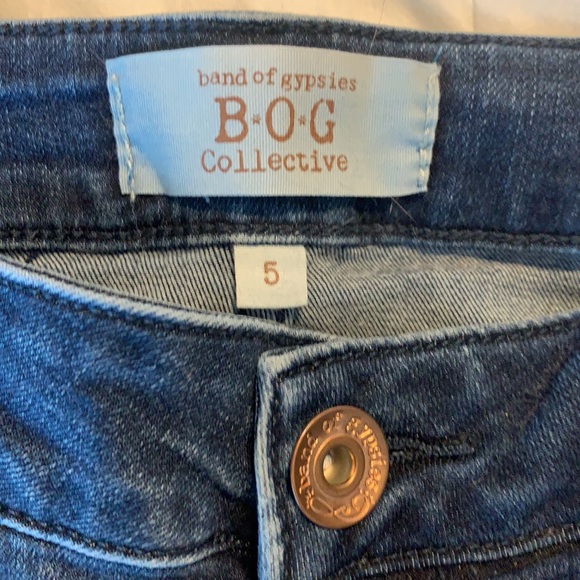 band of gypsies
B*O*G
Collective
5
band of gypsies